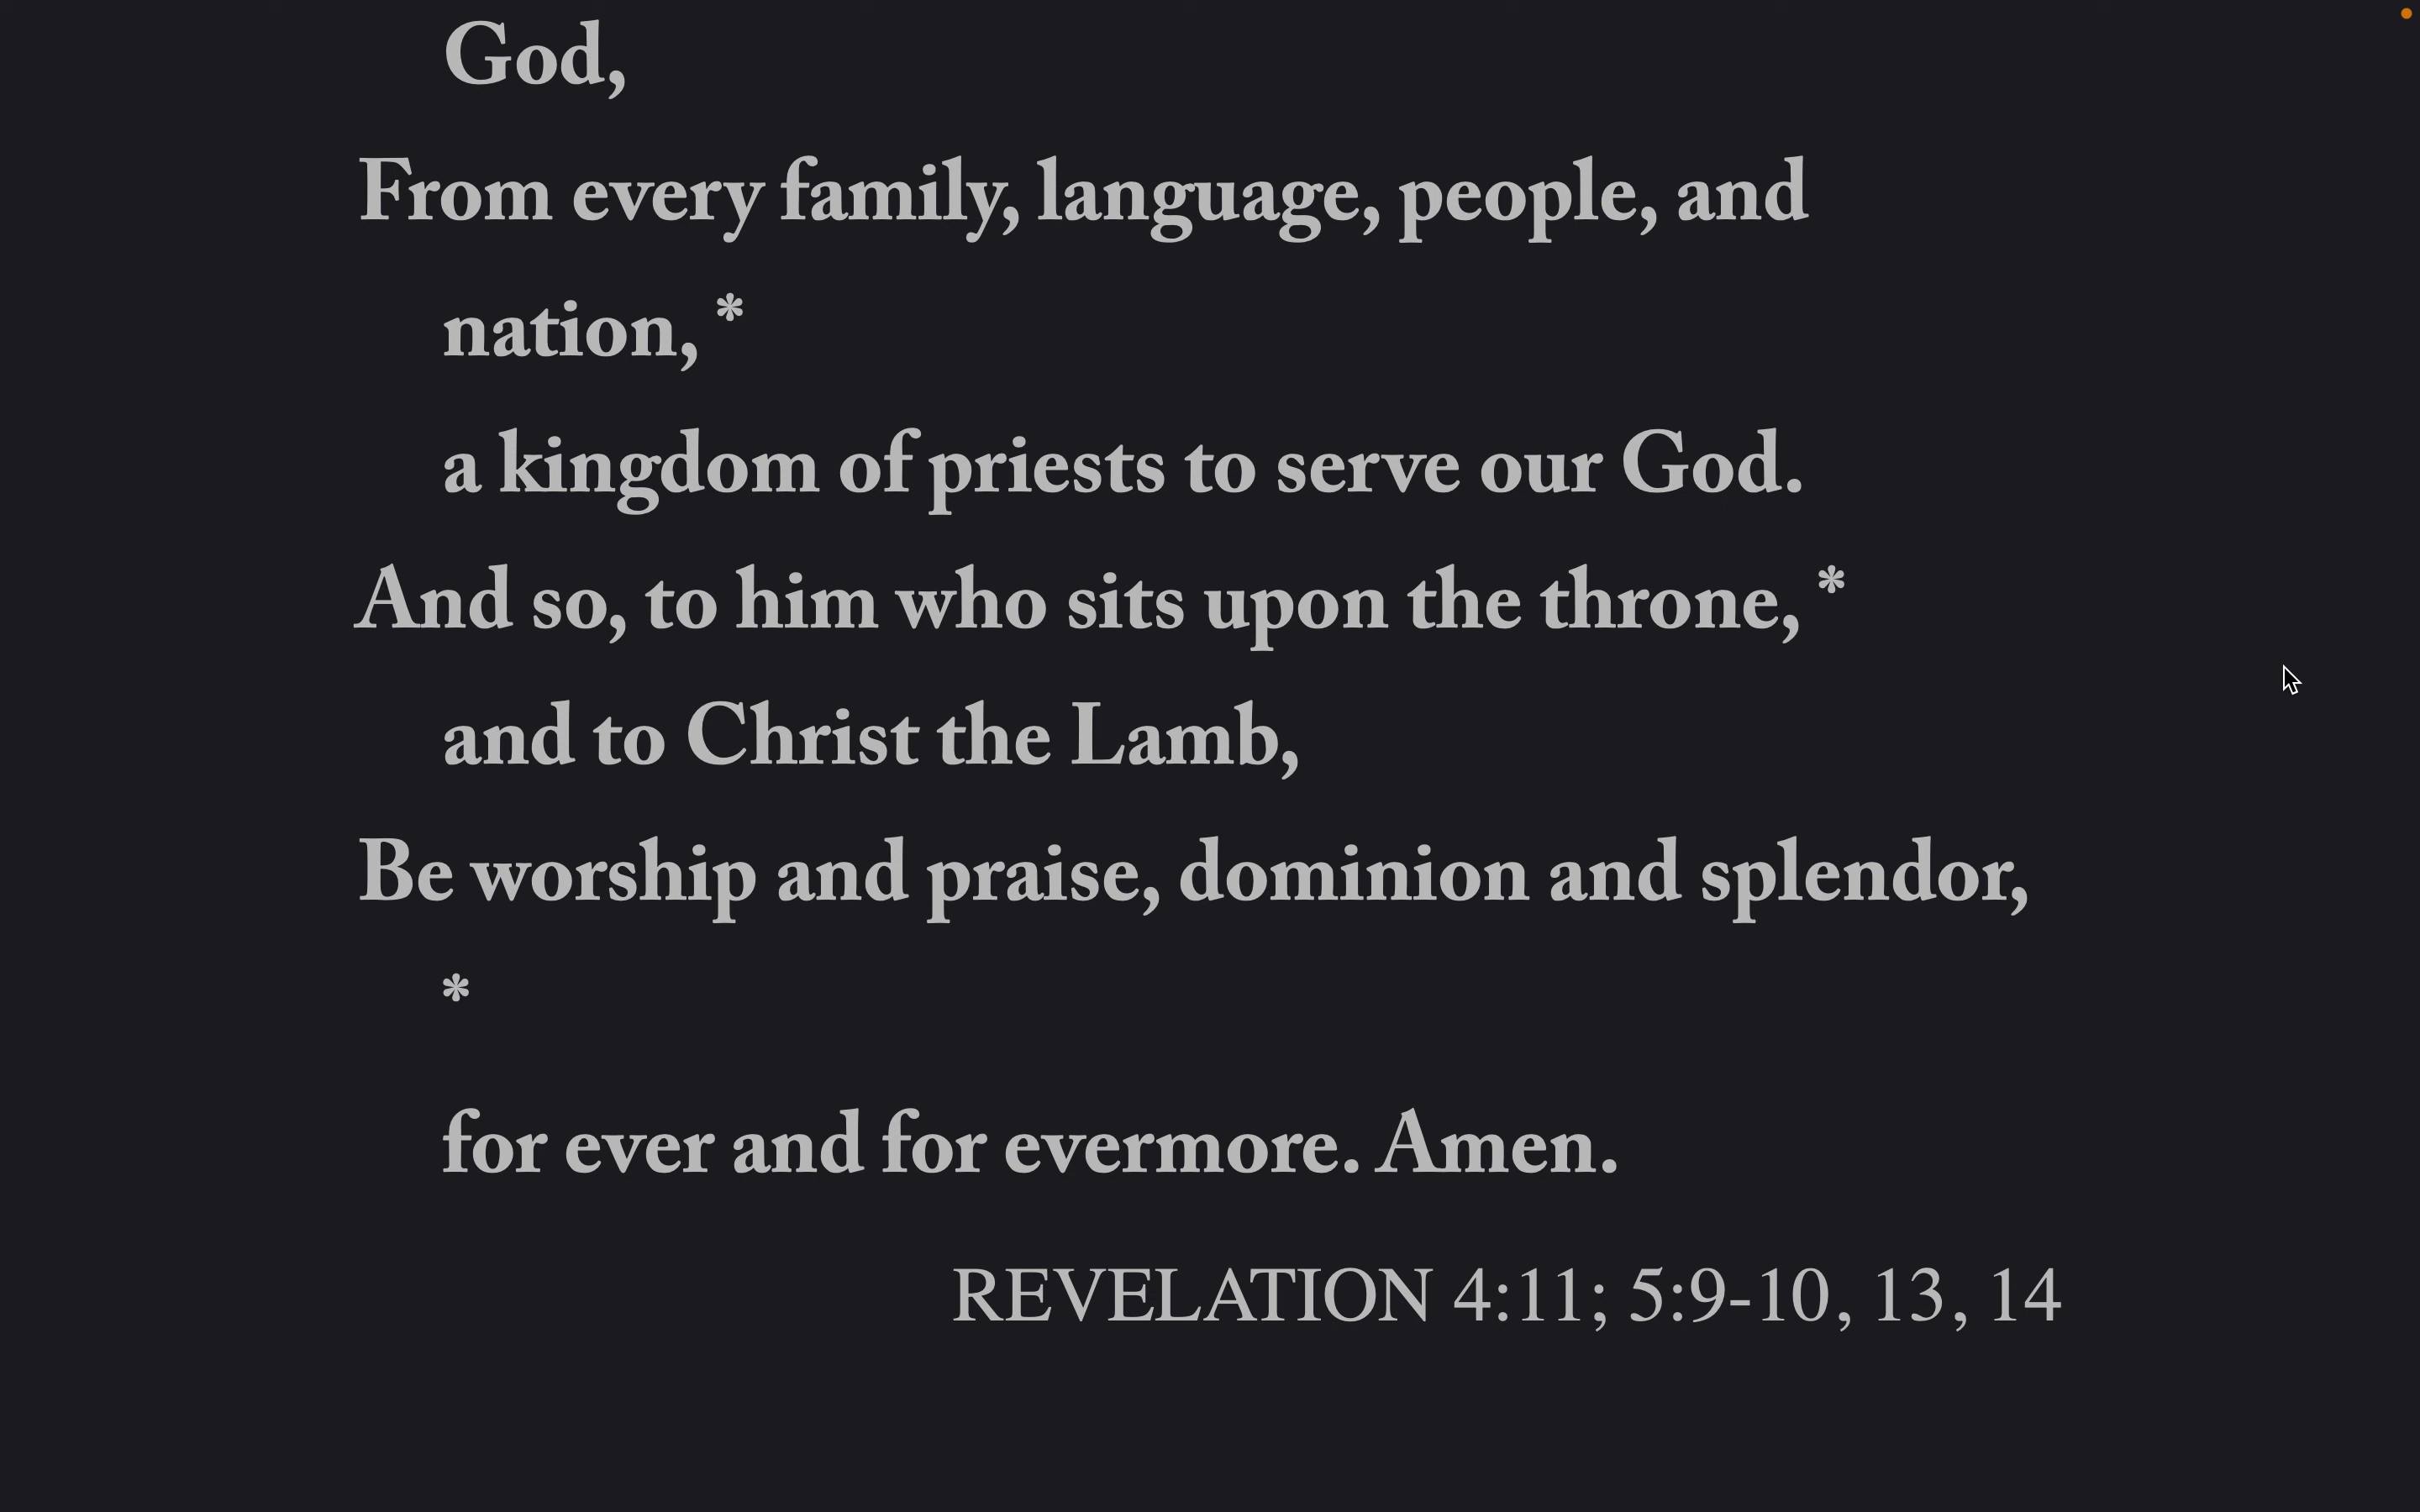 God,
From every family, language, people, and
nation, *
a kingdom of priests to serve our God.
And so, to him who sits upon the throne, *
and to Christ the Lamb,
Be worship and praise, dominion and splendor,
*
for ever and for evermore. Amen.
REVELATION 4:11; 5:9-10, 13, 14